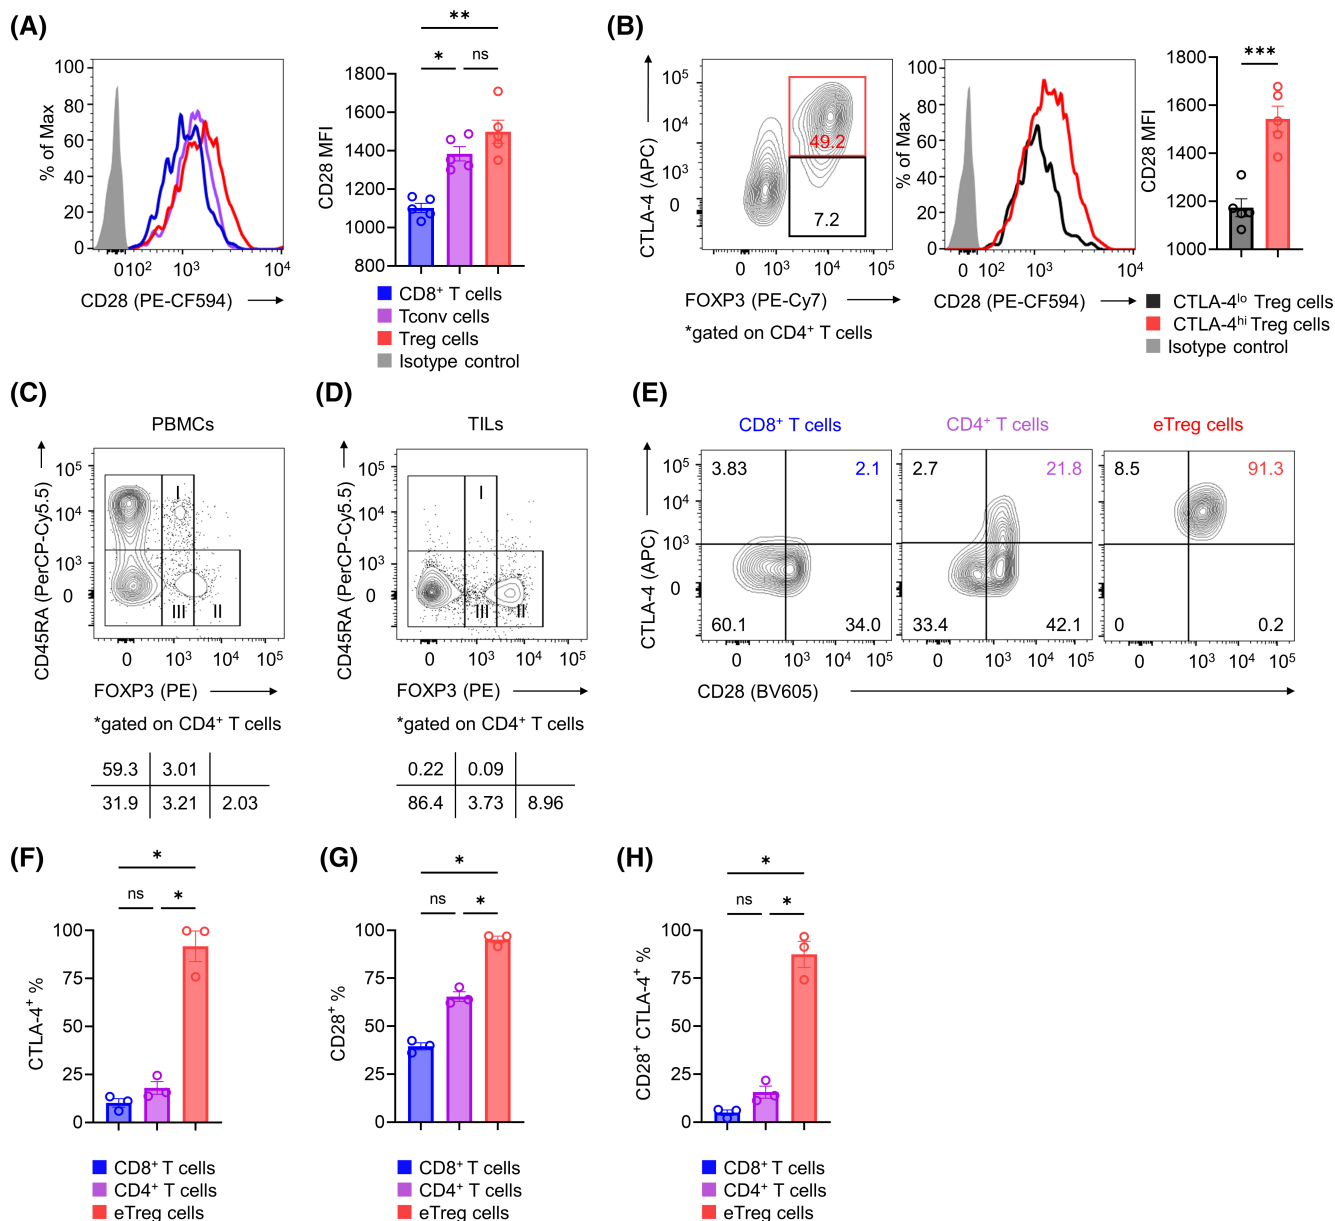 (A)
** 
* ns
100
80
60
40
20
0
% of Max
0 10² 10³ 10⁴
CD28 (PE-CF594)
1800
1600
1400
1200
1000
800
CD28 MFI
CD8⁺ T cells
Tconv cells
Treg cells
Isotype control
(B)
10⁵
10⁴
10³
0
CTLA-4 (APC)
49.2
7.2
0 10³ 10⁴ 10⁵
FOXP3 (PE-Cy7)
*gated on CD4⁺ T cells
100
80
60
40
20
0
% of Max
0 10² 10³ 10⁴
CD28 (PE-CF594)
***
1800
1600
1400
1200
1000
CD28 MFI
CTLA-4ˡᵒ Treg cells
CTLA-4ʰⁱ Treg cells
Isotype control
(C)
PBMCs
10⁵
10⁴
10³
0
CD45RA (PerCP-Cy5.5)
I
III II
0 10³ 10⁴ 10⁵
FOXP3 (PE)
*gated on CD4⁺ T cells
59.3 3.01
31.9 3.21 2.03
(D)
TILs
10⁵
10⁴
10³
0
CD45RA (PerCP-Cy5.5)
I
III II
0 10³ 10⁴ 10⁵
FOXP3 (PE)
*gated on CD4⁺ T cells
0.22 0.09
86.4 3.73 8.96
(E)
CD8⁺ T cells CD4⁺ T cells eTreg cells
10⁵
10⁴
10³
0
CTLA-4 (APC)
3.83 2.1
60.1 34.0
0 10³ 10⁴ 10⁵
10⁵
10⁴
10³
0
2.7 21.8
33.4 42.1
0 10³ 10⁴ 10⁵
10⁵
10⁴
10³
0
8.5 91.3
0 0.2
0 10³ 10⁴ 10⁵
CD28 (BV605)
(F)
*
ns *
100
75
50
25
0
CTLA-4⁺ %
CD8⁺ T cells
CD4⁺ T cells
eTreg cells
(G)
*
ns *
100
75
50
25
0
CD28⁺ %
CD8⁺ T cells
CD4⁺ T cells
eTreg cells
(H)
*
ns *
100
75
50
25
0
CD28⁺ CTLA-4⁺ %
CD8⁺ T cells
CD4⁺ T cells
eTreg cells